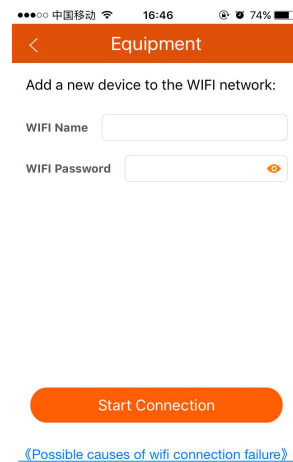 中国移动 16:46 74%
Equipment
Add a new device to the WIFI network:
WIFI Name
WIFI Password
Start Connection
《Possible causes of wifi connection failure》